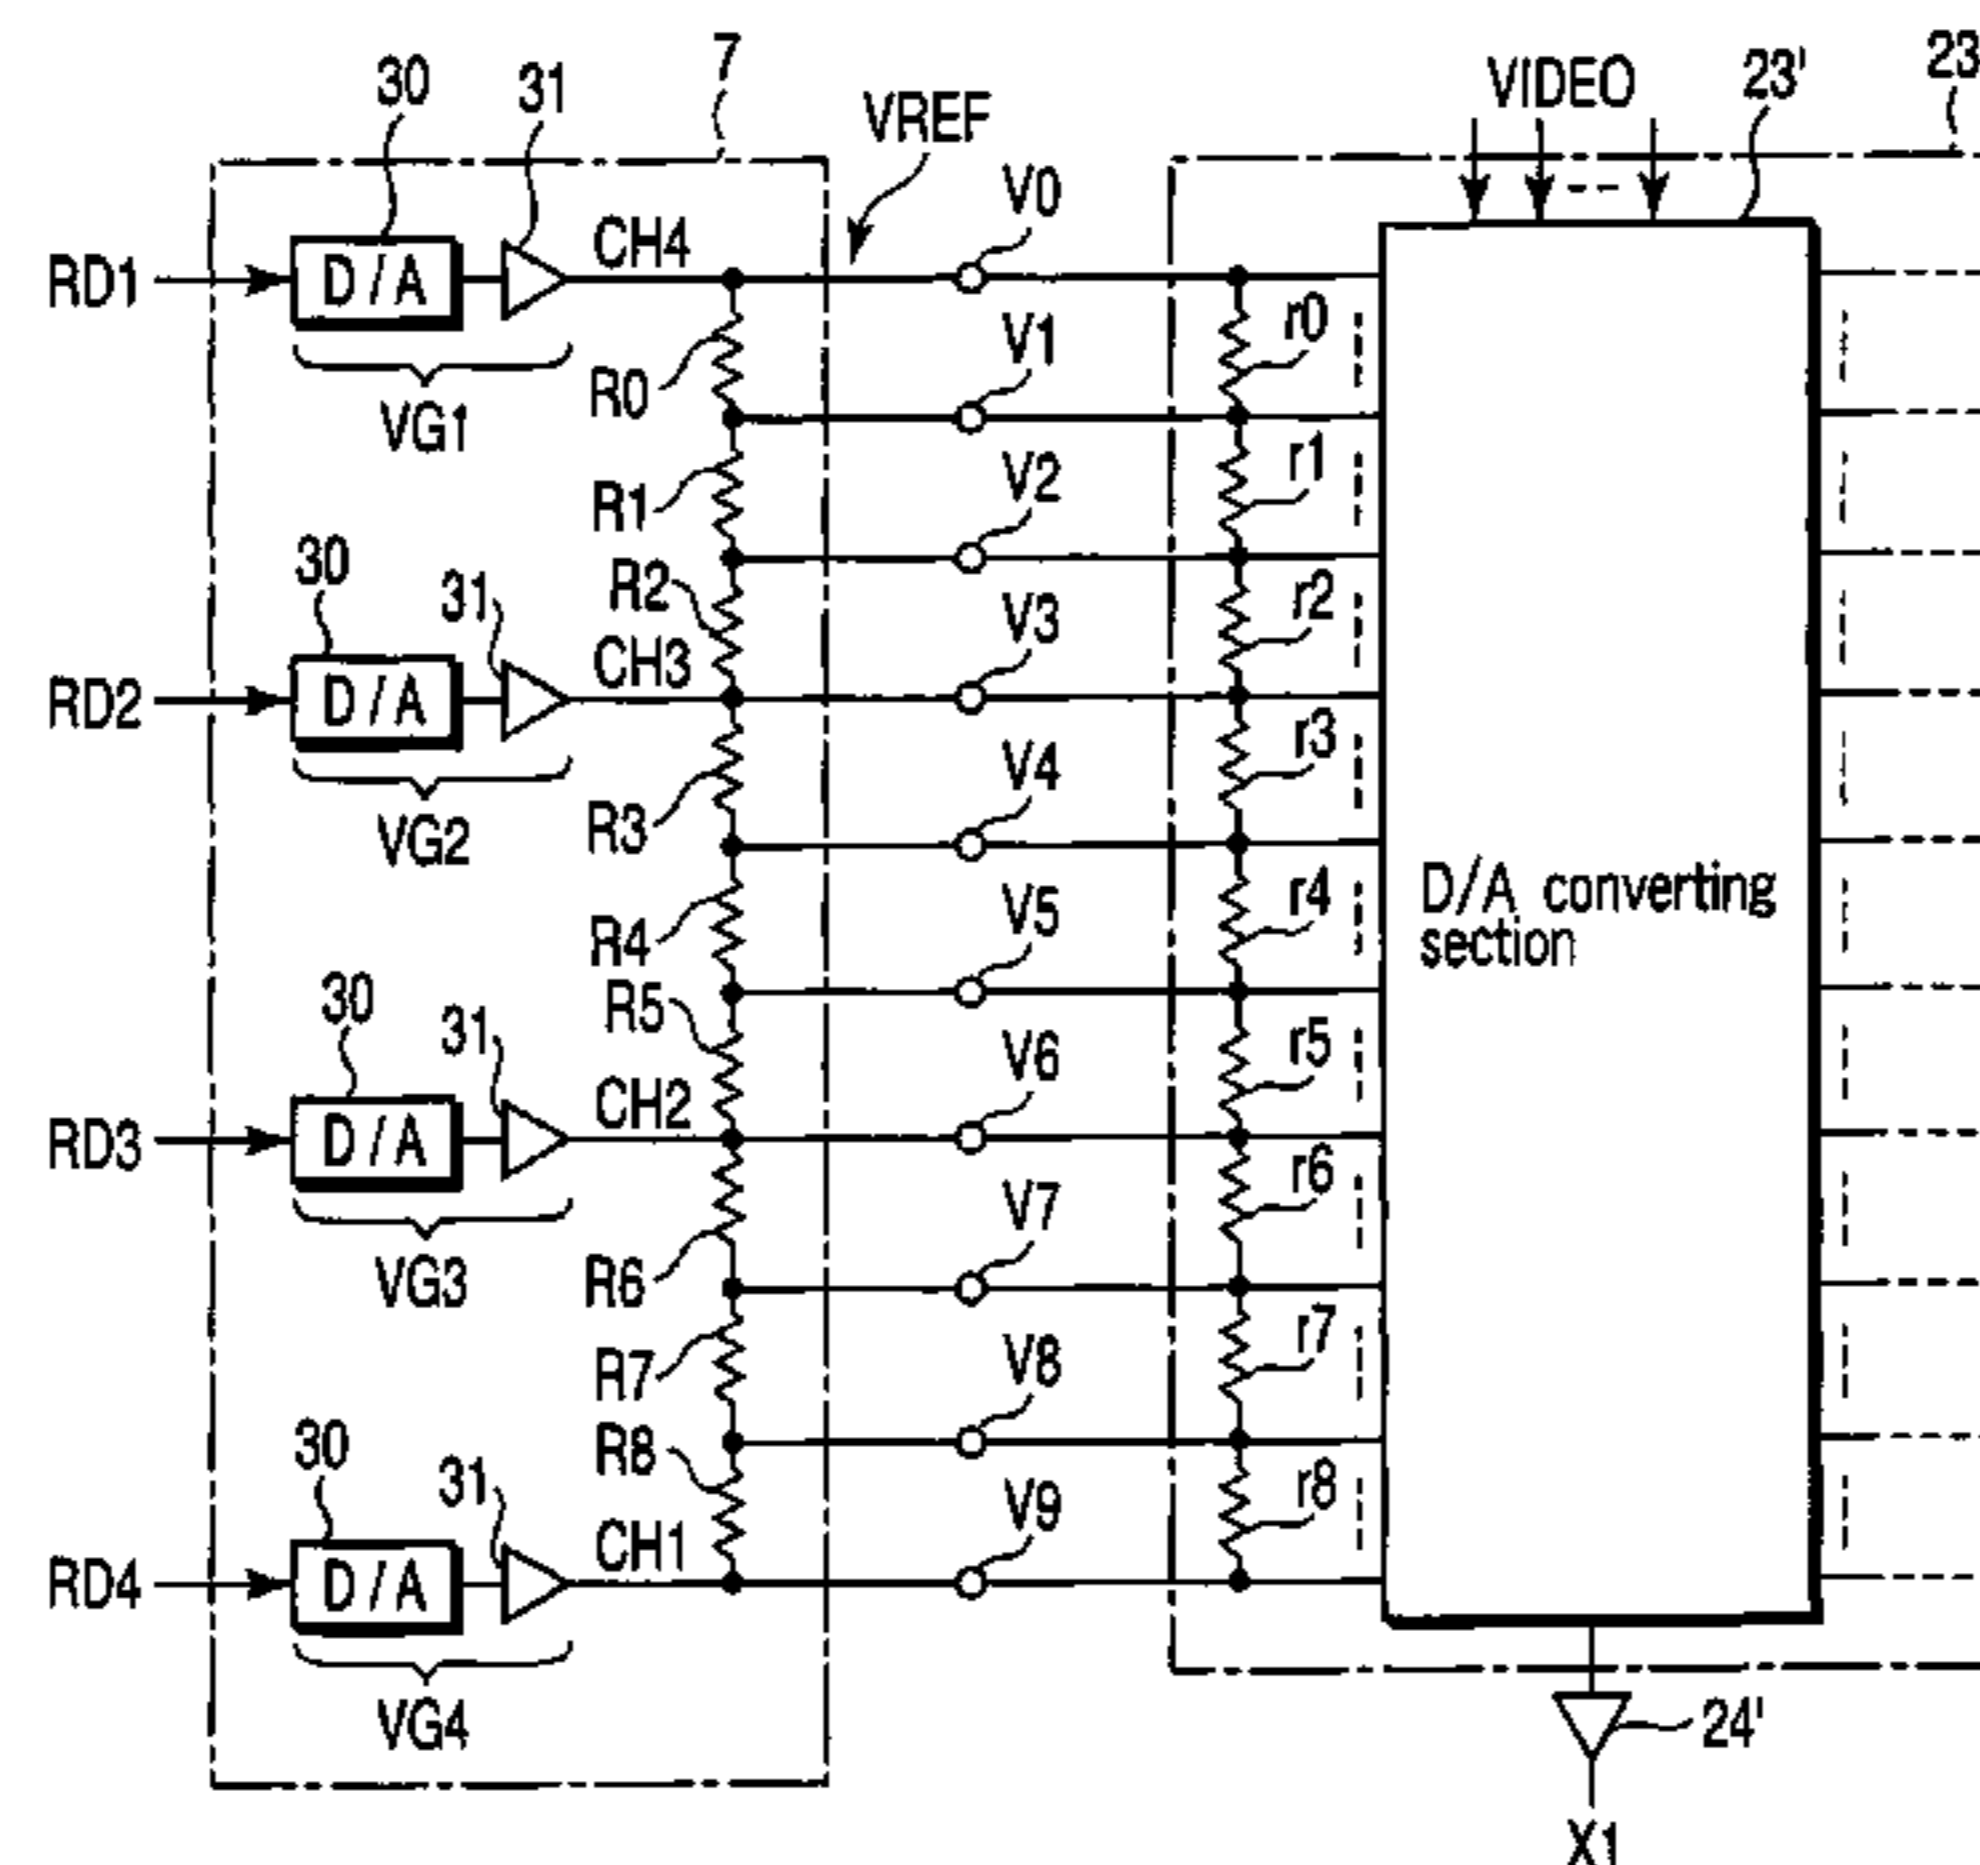 7
30
31
VREF
VIDEO
23'
23
V0
CH4
RD1
D/A
r0
V1
R0
VG1
r1
V2
R1
30
R2
31
r2
V3
CH3
RD2
D/A
r3
V4
R3
VG2
D/A converting
section
r4
V5
R4
30
R5
31
r5
V6
CH2
RD3
D/A
r6
V7
R6
VG3
r7
V8
R7
30
R8
31
r8
V9
CH1
RD4
D/A
VG4
24'
X1